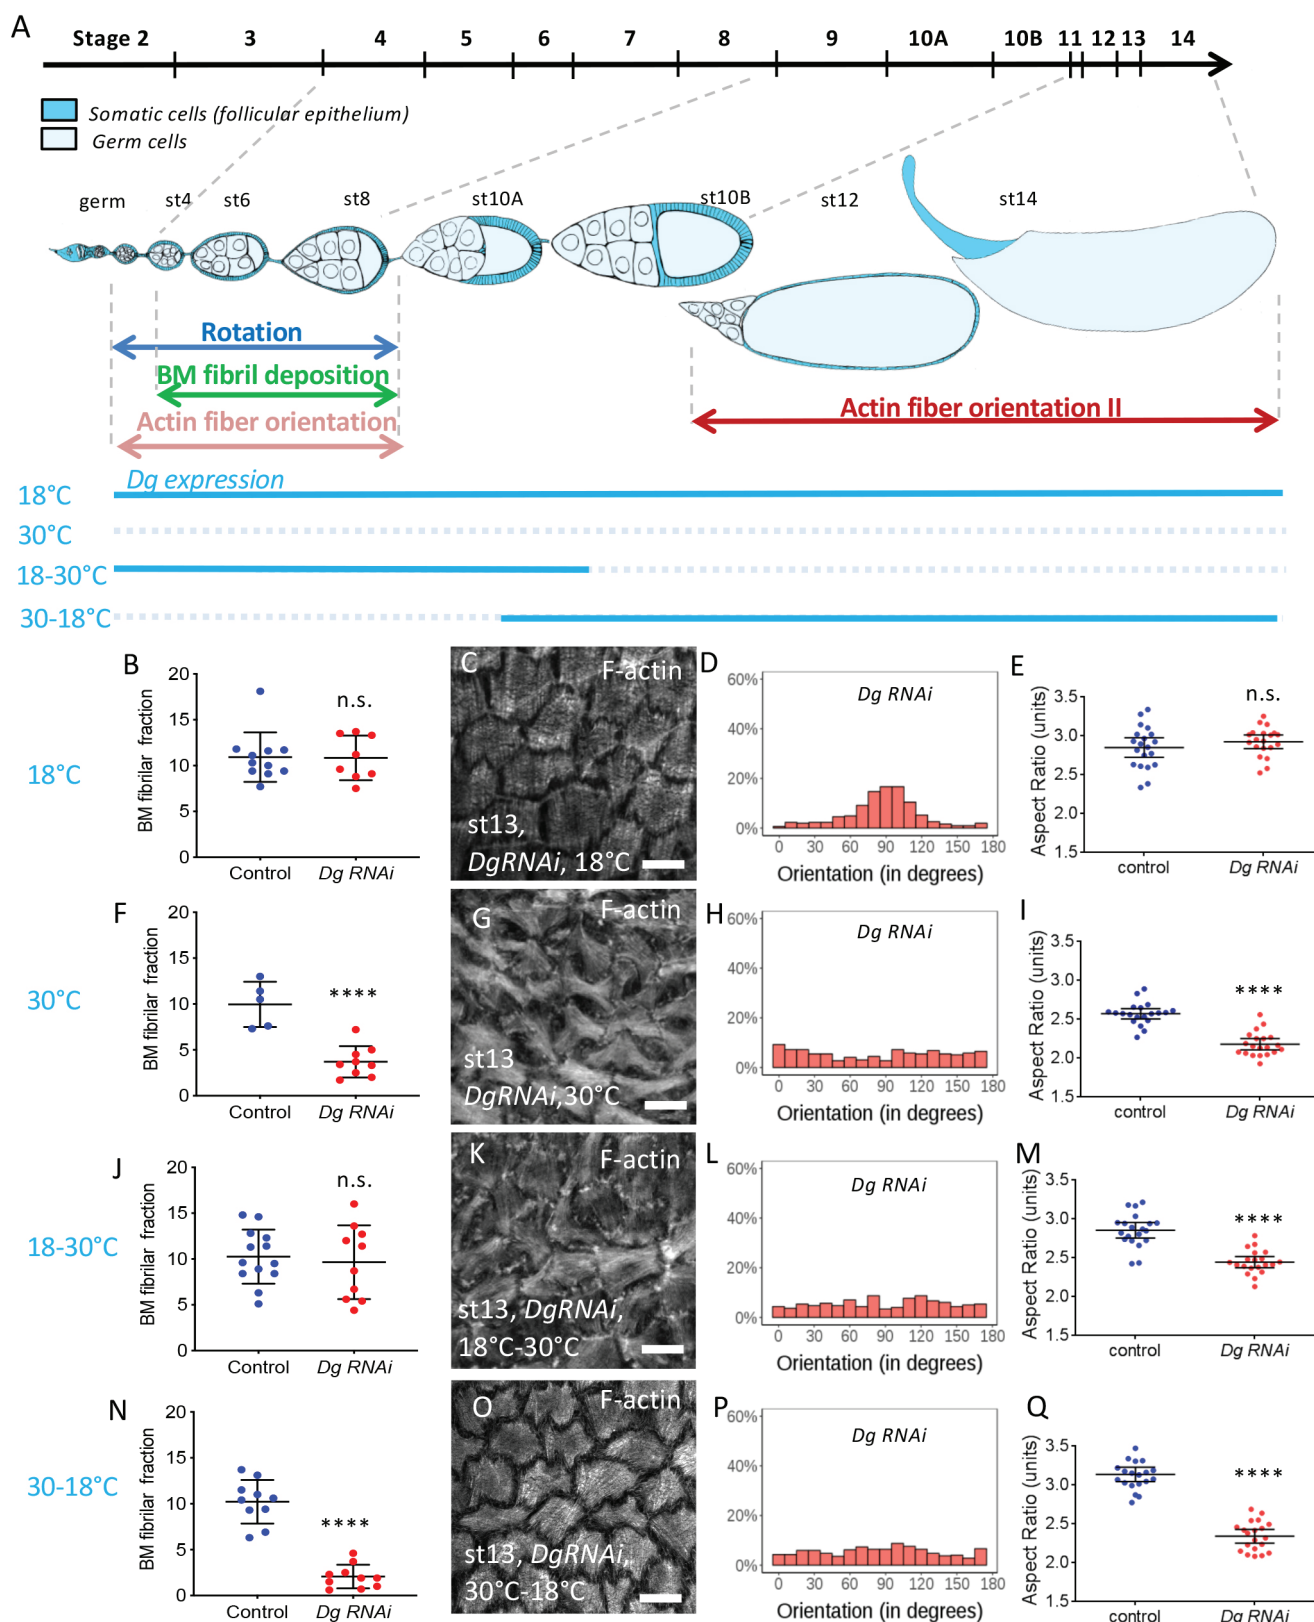 A
Stage 2 3 4 5 6 7 8 9 10A 10B 11 12 13 14
Somatic cells (follicular epithelium)
Germ cells
germ st4 st6 st8 st10A st10B st12 st14
Rotation
BM fibril deposition
Actin fiber orientation
Actin fiber orientation II
Dg expression
18°C
30°C
18-30°C
30-18°C
18°C
B
BM fibrilar fraction
20
15
10
5
0
n.s.
Control Dg RNAi
C
F-actin
st13,
DgRNAi, 18°C
D
Dg RNAi
60%
40%
20%
0%
0 30 60 90 120 150 180
Orientation (in degrees)
E
Aspect Ratio (units)
3.5
3.0
2.5
2.0
1.5
n.s.
control Dg RNAi
30°C
F
BM fibrilar fraction
20
15
10
5
0
****
Control Dg RNAi
G
F-actin
st13
DgRNAi,30°C
H
Dg RNAi
60%
40%
20%
0%
0 30 60 90 120 150 180
Orientation (in degrees)
I
Aspect Ratio (units)
3.5
3.0
2.5
2.0
1.5
****
control Dg RNAi
18-30°C
J
BM fibrilar fraction
20
15
10
5
0
n.s.
Control Dg RNAi
K
F-actin
st13, DgRNAi,
18°C-30°C
L
Dg RNAi
60%
40%
20%
0%
0 30 60 90 120 150 180
Orientation (in degrees)
M
Aspect Ratio (units)
3.5
3.0
2.5
2.0
1.5
****
control Dg RNAi
30-18°C
N
BM fibrilar fraction
20
15
10
5
0
****
Control Dg RNAi
O
F-actin
st13, DgRNAi,
30°C-18°C
P
Dg RNAi
60%
40%
20%
0%
0 30 60 90 120 150 180
Orientation (in degrees)
Q
Aspect Ratio (units)
3.5
3.0
2.5
2.0
1.5
****
control Dg RNAi